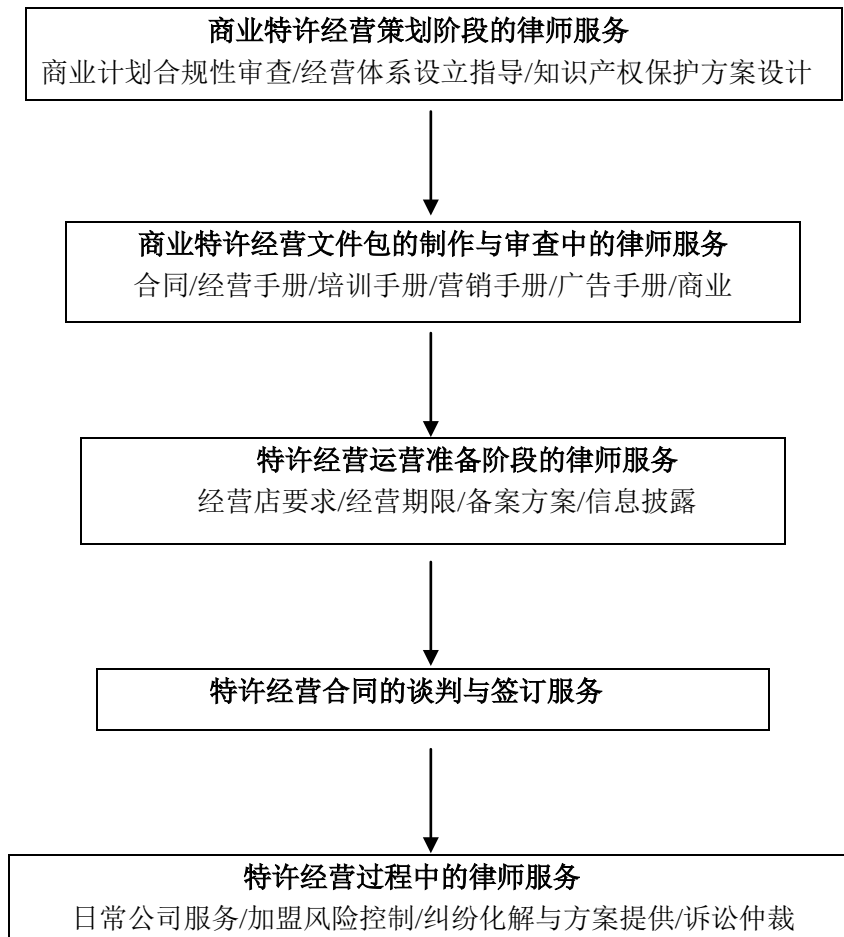 商业特许经营策划阶段的律师服务
商业计划合规性审查/经营体系设立指导/知识产权保护方案设计
商业特许经营文件包的制作与审查中的律师服务
合同/经营手册/培训手册/营销手册/广告手册/商业
特许经营运营准备阶段的律师服务
经营店要求/经营期限/备案方案/信息披露
特许经营合同的谈判与签订服务
特许经营过程中的律师服务
日常公司服务/加盟风险控制/纠纷化解与方案提供/诉讼仲裁